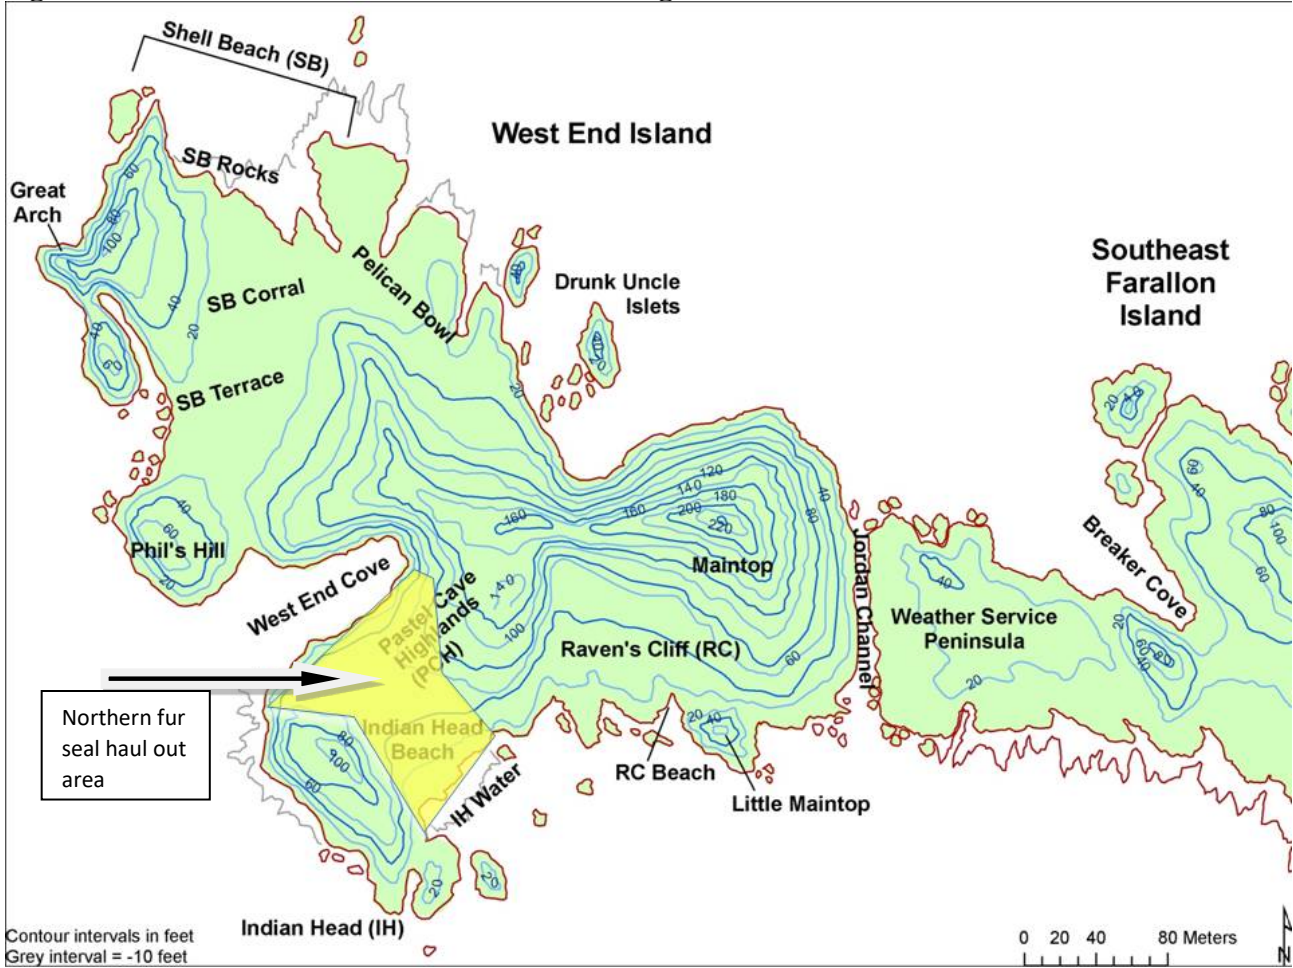 Shell Beach (SB)
West End Island
SB Rocks
Great
Arch
60
80
100
40
20
SB Corral
Pelican Bowl
40
Drunk Uncle
Islets
40
20
Southeast
Farallon
Island
40
60
SB Terrace
20
20
40
60
40
80
100
40
60
Phil's Hill
20
120
140
180
200
220
160
160
40
80
Maintop
Jordan Channel
Breaker Cove
40
Weather Service
Peninsula
20
60
40
80
20
West End Cove
Pastel Cave
Highlands
(PCH)
140
100
Raven's Cliff (RC)
60
Northern fur
seal haul out
area
Indian Head
Beach
80
100
60
20
40
RC Beach
Little Maintop
IH Water
20
20
Indian Head (IH)
Contour intervals in feet
Grey interval = -10 feet
0 20 40 80 Meters
N